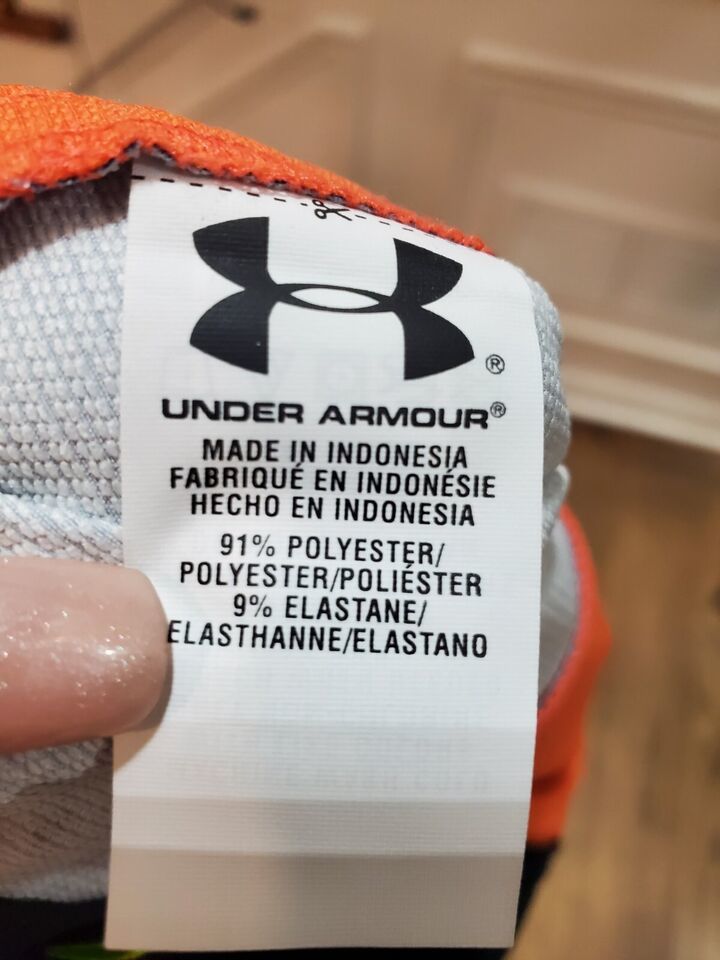 ®
UNDER ARMOUR®
MADE IN INDONESIA
FABRIQUÉ EN INDONÉSIE
HECHO EN INDONESIA
91% POLYESTER/
POLYESTER/POLIÉSTER
9% ELASTANE/
ELASTHANNE/ELASTANO